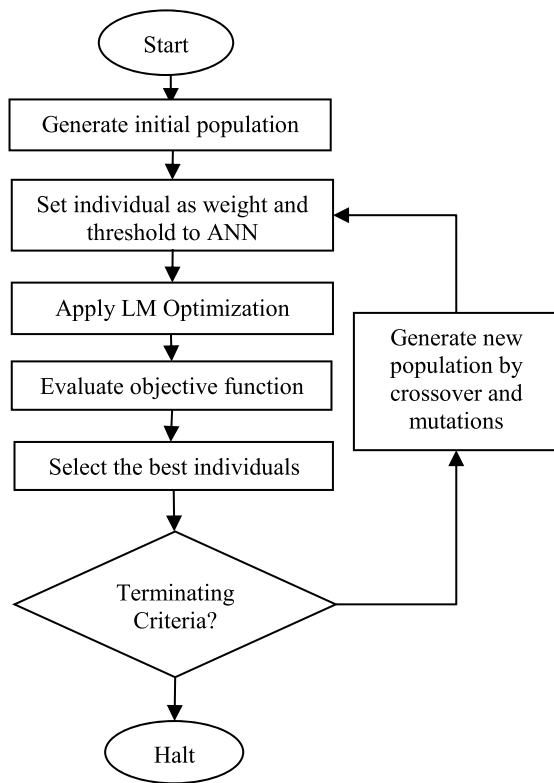 Start
Generate initial population
Set individual as weight and
threshold to ANN
Apply LM Optimization
Evaluate objective function
Select the best individuals
Terminating
Criteria?
Halt
Generate new
population by
crossover and
mutations